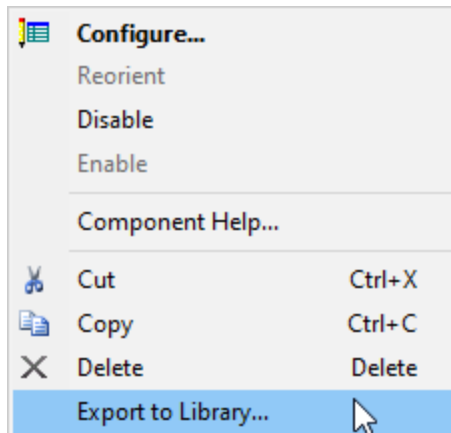 Configure...
Reorient
Disable
Enable
Component Help...
Cut Ctrl+X
Copy Ctrl+C
Delete Delete
Export to Library...